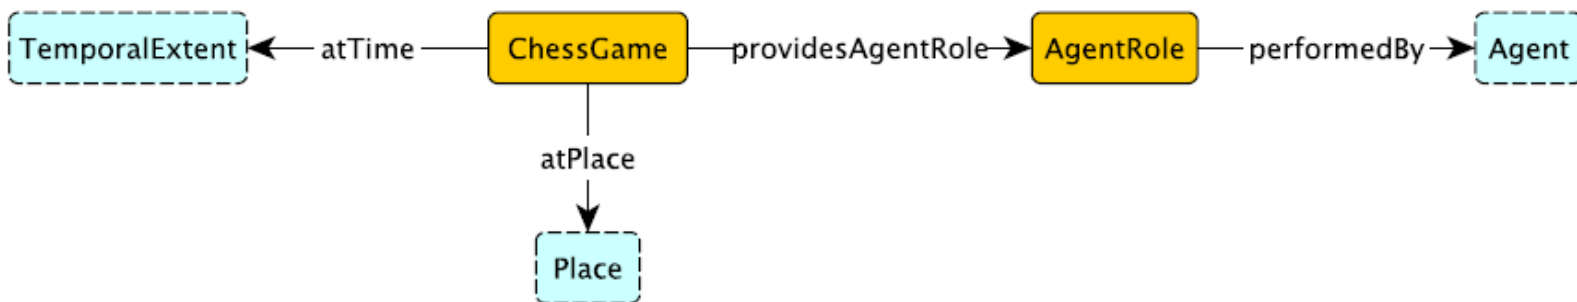 TemporalExtent atTime ChessGame providesAgentRole AgentRole performedBy Agent
atPlace
Place